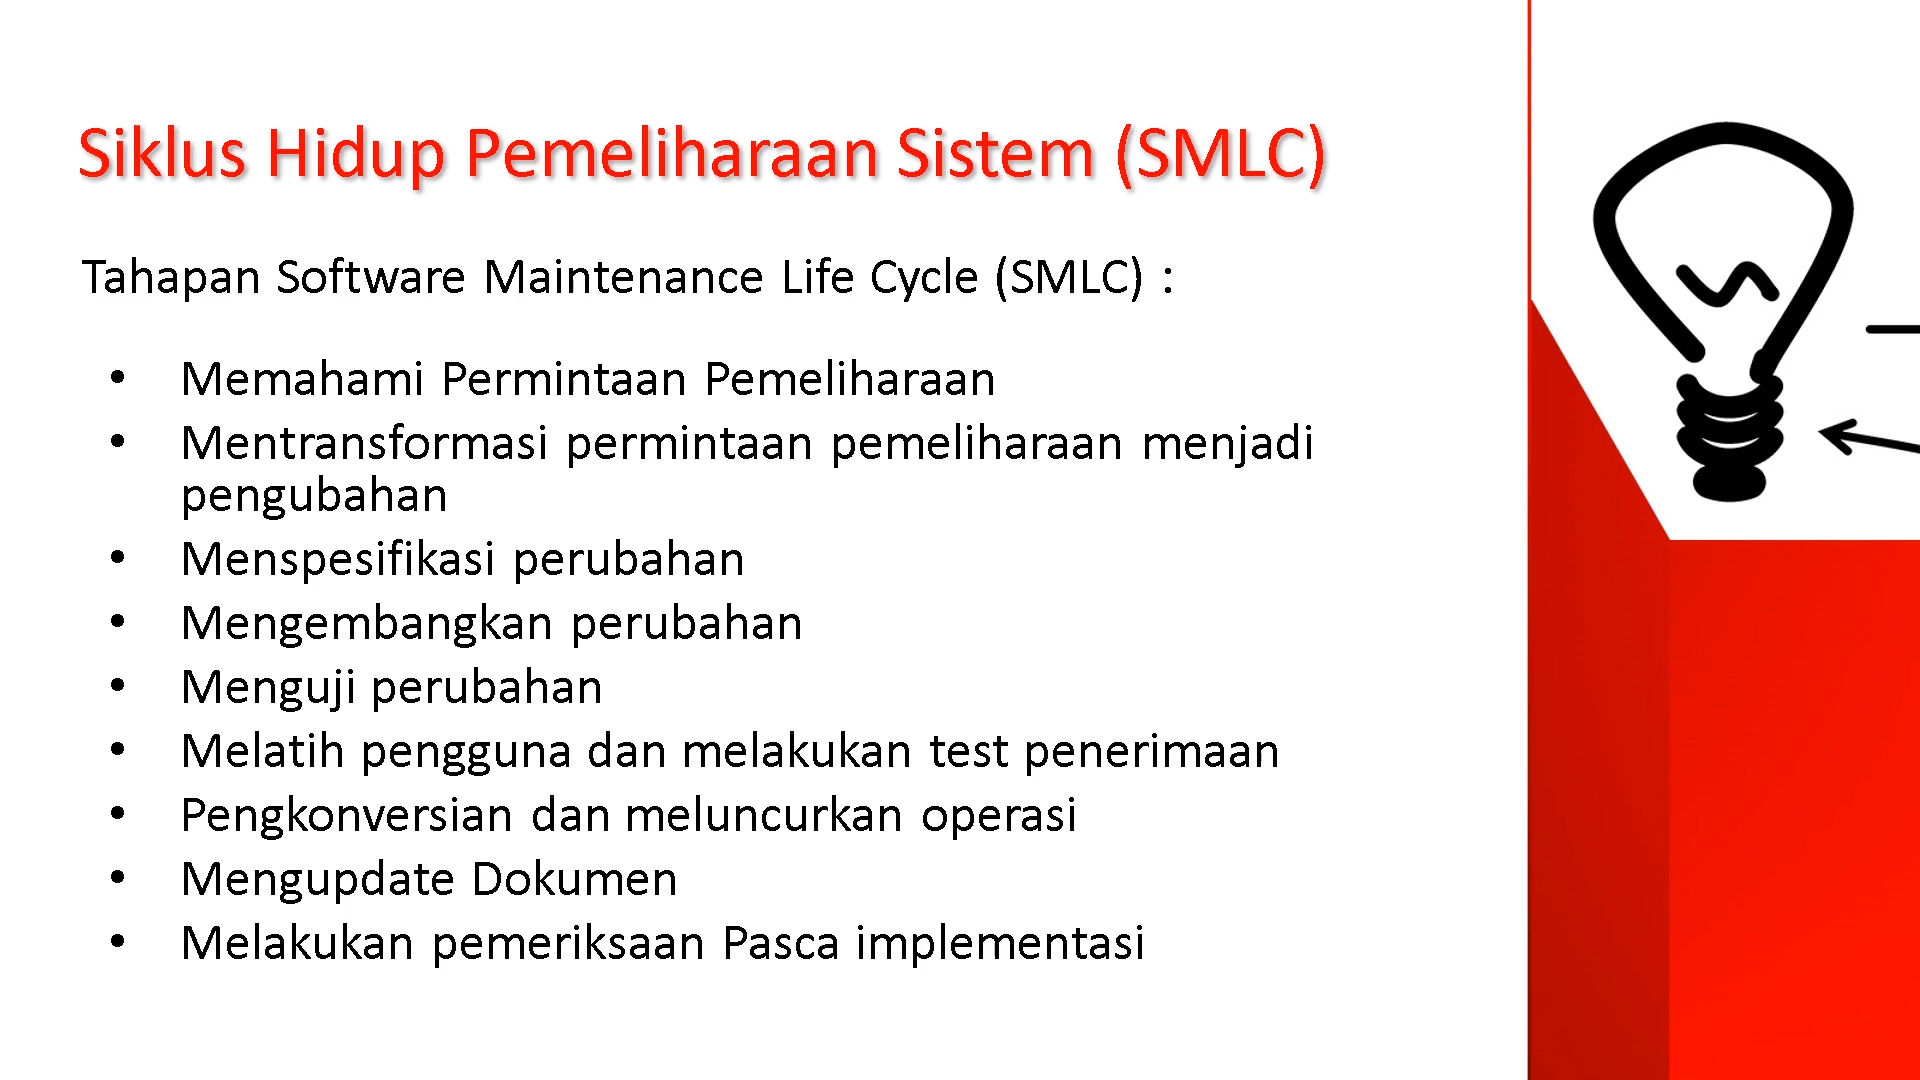 Siklus Hidup Pemeliharaan Sistem (SMLC)
Tahapan Software Maintenance Life Cycle (SMLC) :
• Memahami Permintaan Pemeliharaan
• Mentransformasi permintaan pemeliharaan menjadi
pengubahan
• Menspesifikasi perubahan
• Mengembangkan perubahan
• Menguji perubahan
• Melatih pengguna dan melakukan test penerimaan
• Pengkonversian dan meluncurkan operasi
• Mengupdate Dokumen
• Melakukan pemeriksaan Pasca implementasi